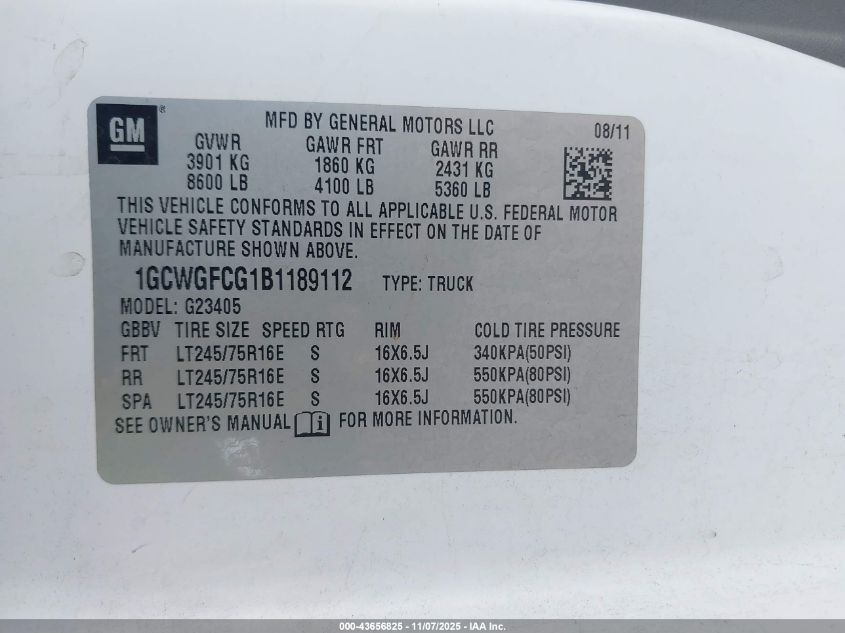 GM ®
MFD BY GENERAL MOTORS LLC 08/11
GVWR GAWR FRT GAWR RR
3901 KG 1860 KG 2431 KG
8600 LB 4100 LB 5360 LB
THIS VEHICLE CONFORMS TO ALL APPLICABLE U.S. FEDERAL MOTOR
VEHICLE SAFETY STANDARDS IN EFFECT ON THE DATE OF
MANUFACTURE SHOWN ABOVE.
1GCWGFCG1B1189112 TYPE: TRUCK
MODEL: G23405
GBBV TIRE SIZE SPEED RTG RIM COLD TIRE PRESSURE
FRT LT245/75R16E S 16X6.5J 340KPA(50PSI)
RR LT245/75R16E S 16X6.5J 550KPA(80PSI)
SPA LT245/75R16E S 16X6.5J 550KPA(80PSI)
SEE OWNER'S MANUAL i FOR MORE INFORMATION.
000-43656825 - 11/07/2025 - IAA Inc.